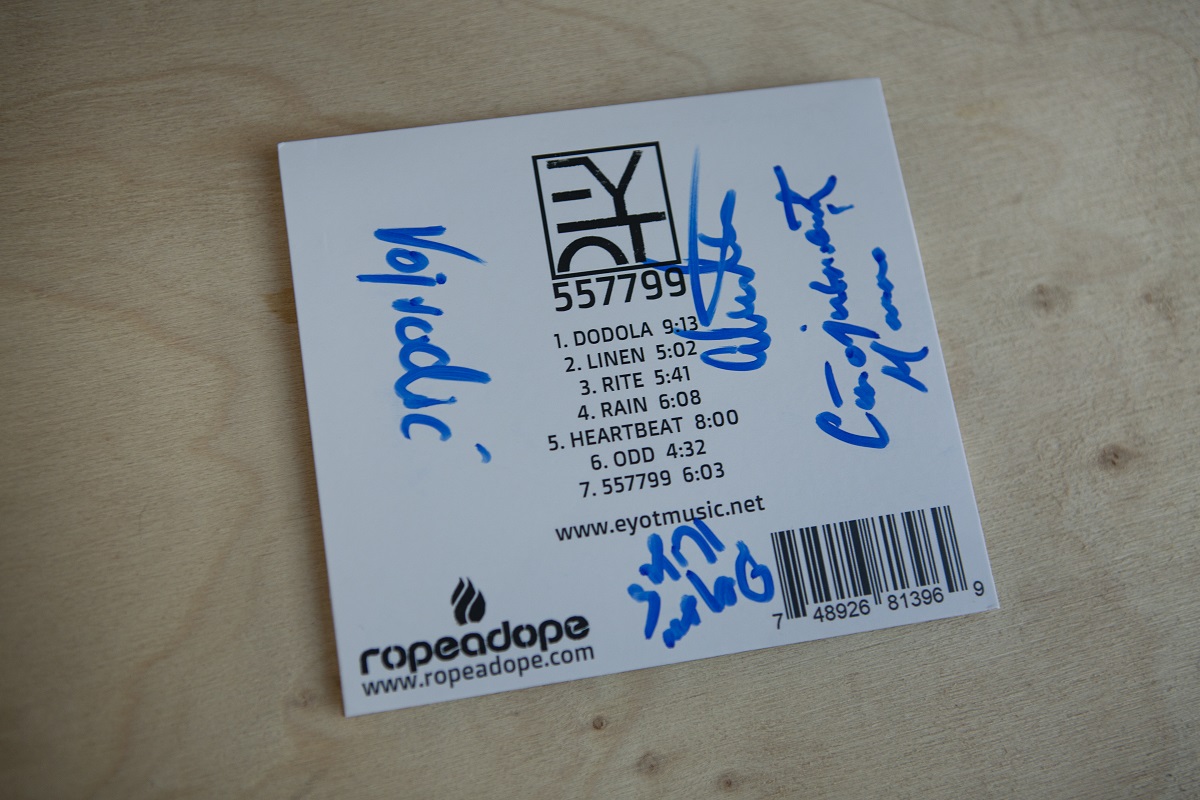 EYOT
557799
1. DODOLA 9:13
2. LINEN 5:02
3. RITE 5:41
4. RAIN 6:08
5. HEARTBEAT 8:00
6. ODD 4:32
7. 557799 6:03
www.eyotmusic.net
Vojvodić
ropeadope
www.ropeadope.com
7 48926 81396 9